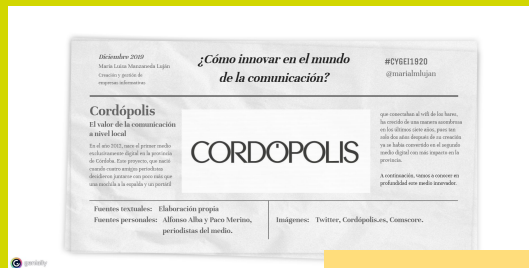 Diciembre 2019
María Luisa Manzaneda Luján
Creación y gestión de
empresas informativas
¿Cómo innovar en el mundo
de la comunicación?
#CYGEI1920
@marialmlujan
Cordópolis
El valor de la comunicación
a nivel local
En el año 2012, nace el primer medio
exclusivamente digital en la provincia
de Córdoba. Este proyecto, que nació
cuando cuatro amigos periodistas
decidieron juntarse con poco más que
una mochila a la espalda y un portátil
CORDÓPOLIS
que conectaban al wifi de los bares,
ha crecido de una manera asombrosa
en los últimos siete años, pues tan
solo dos años después de su creación
ya se había convertido en el segundo
medio digital con más impacto en la
provincia.
A continuación, vamos a conocer en
profundidad este medio innovador.
Fuentes textuales: Elaboración propia
Fuentes personales: Alfonso Alba y Paco Merino,
periodistas del medio.
Imágenes: Twitter, Cordópolis.es, Comscore.
genially